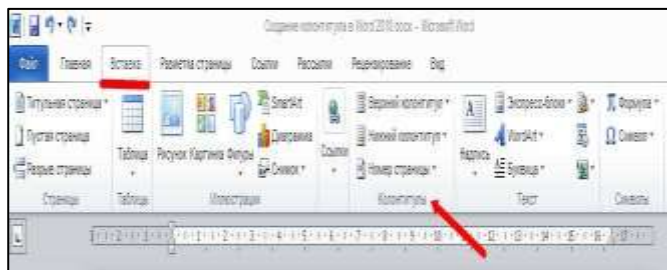 Создание колонтитула в Word 2010.docx - Microsoft Word
Файл Главная Вставка Разметка страницы Ссылки Рассылки Рецензирование Вид
Титульная страница
Пустая страница
Разрыв страницы
Страницы
Таблица
Таблицы
Рисунок Картинка Фигуры
SmartArt
Диаграмма
Снимок
Иллюстрации
Ссылки
Верхний колонтитул
Нижний колонтитул
Номер страницы
Колонтитулы
Надпись
Экспресс-блоки
WordArt
Буквица
Текст
Формула
Символ
Символы